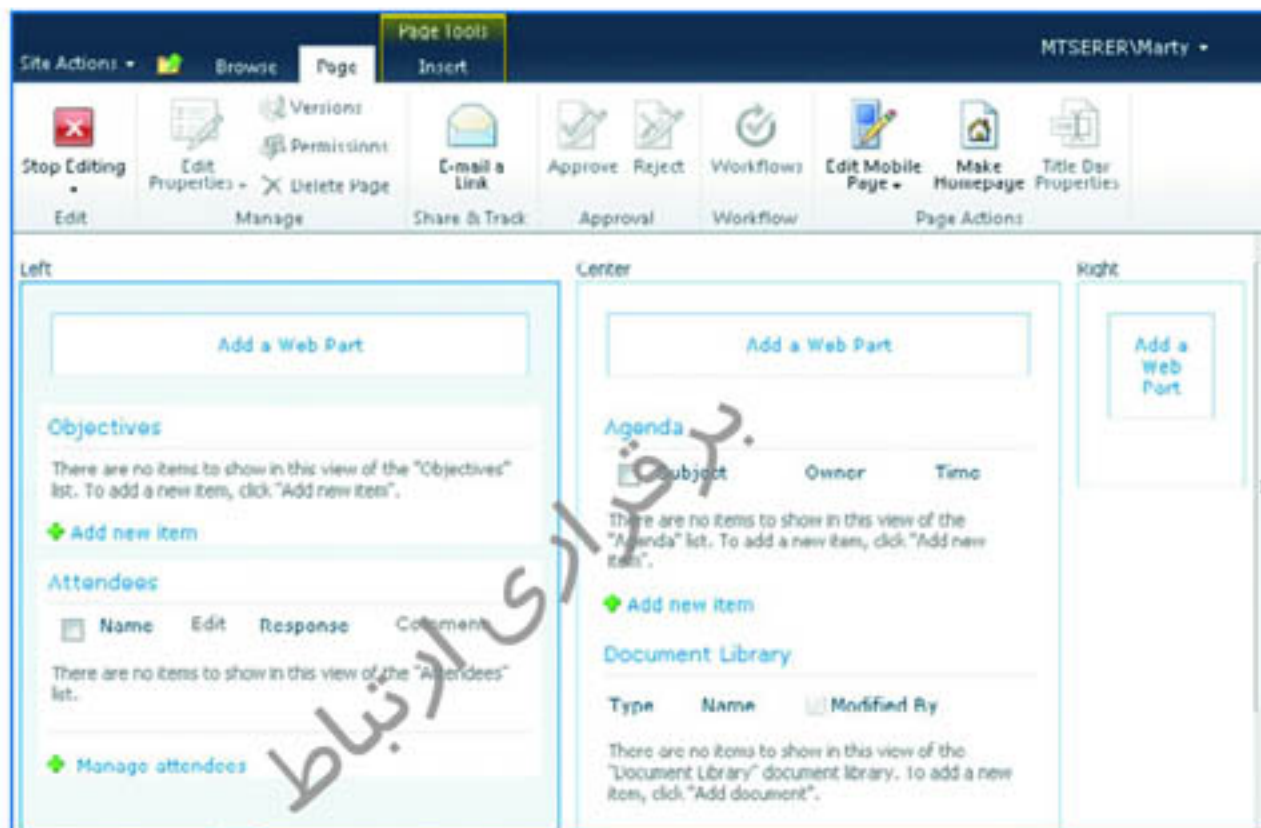 Page Tools
MTSERER\Marty
Site Actions Browse Page Insert
Stop Editing
Edit Properties
Versions
Permissions
Delete Page
E-mail a Link
Approve Reject
Workflows
Edit Mobile Page
Make Homepage
Title Bar Properties
Edit Manage Share & Track Approval Workflow Page Actions
Left
Add a Web Part
Objectives
There are no items to show in this view of the "Objectives"
list. To add a new item, click "Add new item".
Add new item
Attendees
Name Edit Response Comment
There are no items to show in this view of the "Attendees"
list.
Manage attendees
Center
Add a Web Part
Agenda
Subject Owner Time
There are no items to show in this view of the
"Agenda" list. To add a new item, click "Add new
item".
Add new item
Document Library
Type Name Modified By
There are no items to show in this view of the
"Document Library" document library. To add a new
item, click "Add document".
Right
Add a
Web
Part
برقراری ارتباط